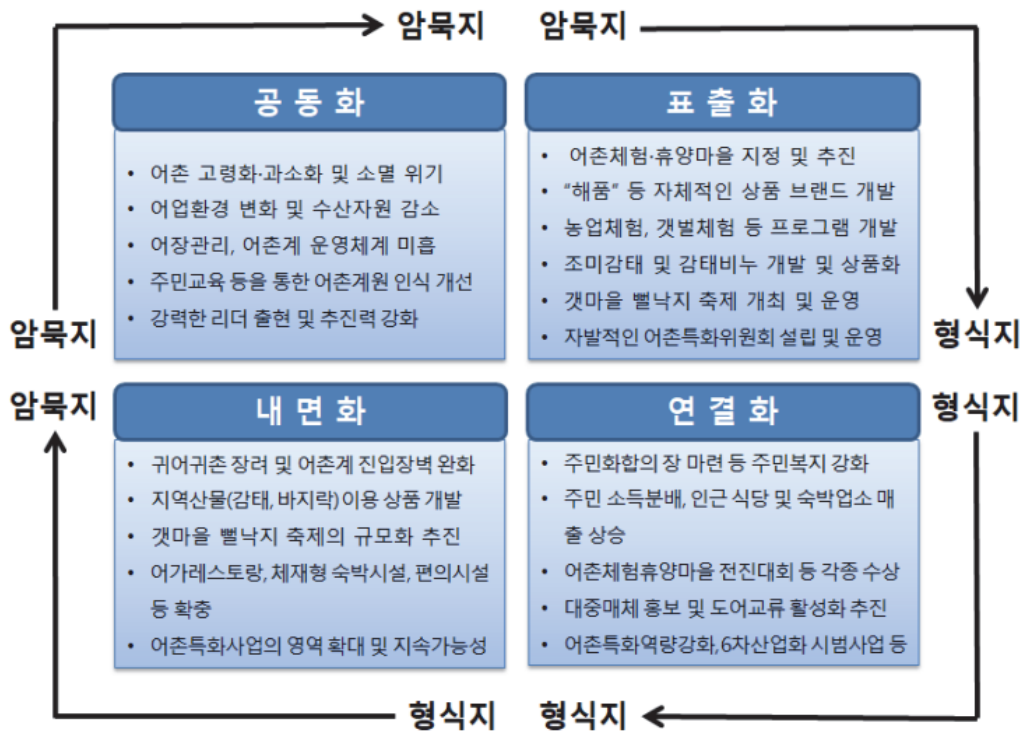 암묵지 암묵지
공 동 화
• 어촌 고령화·과소화 및 소멸 위기
• 어업환경 변화 및 수산자원 감소
• 어장관리, 어촌계 운영체계 미흡
• 주민교육 등을 통한 어촌계원 인식 개선
• 강력한 리더 출현 및 추진력 강화
표 출 화
• 어촌체험·휴양마을 지정 및 추진
• “해품” 등 자체적인 상품 브랜드 개발
• 농업체험, 갯벌체험 등 프로그램 개발
• 조미감태 및 감태비누 개발 및 상품화
• 갯마을 뻘낙지 축제 개최 및 운영
• 자발적인 어촌특화위원회 설립 및 운영
암묵지
형식지
암묵지
형식지
내 면 화
• 귀어귀촌 장려 및 어촌계 진입장벽 완화
• 지역산물(감태, 바지락) 이용 상품 개발
• 갯마을 뻘낙지 축제의 규모화 추진
• 어가레스토랑, 체재형 숙박시설, 편의시설
등 확충
• 어촌특화사업의 영역 확대 및 지속가능성
연 결 화
• 주민화합의 장 마련 등 주민복지 강화
• 주민 소득분배, 인근 식당 및 숙박업소 매
출 상승
• 어촌체험휴양마을 전진대회 등 각종 수상
• 대중매체 홍보 및 도어교류 활성화 추진
• 어촌특화역량강화, 6차산업화 시범사업 등
형식지 형식지